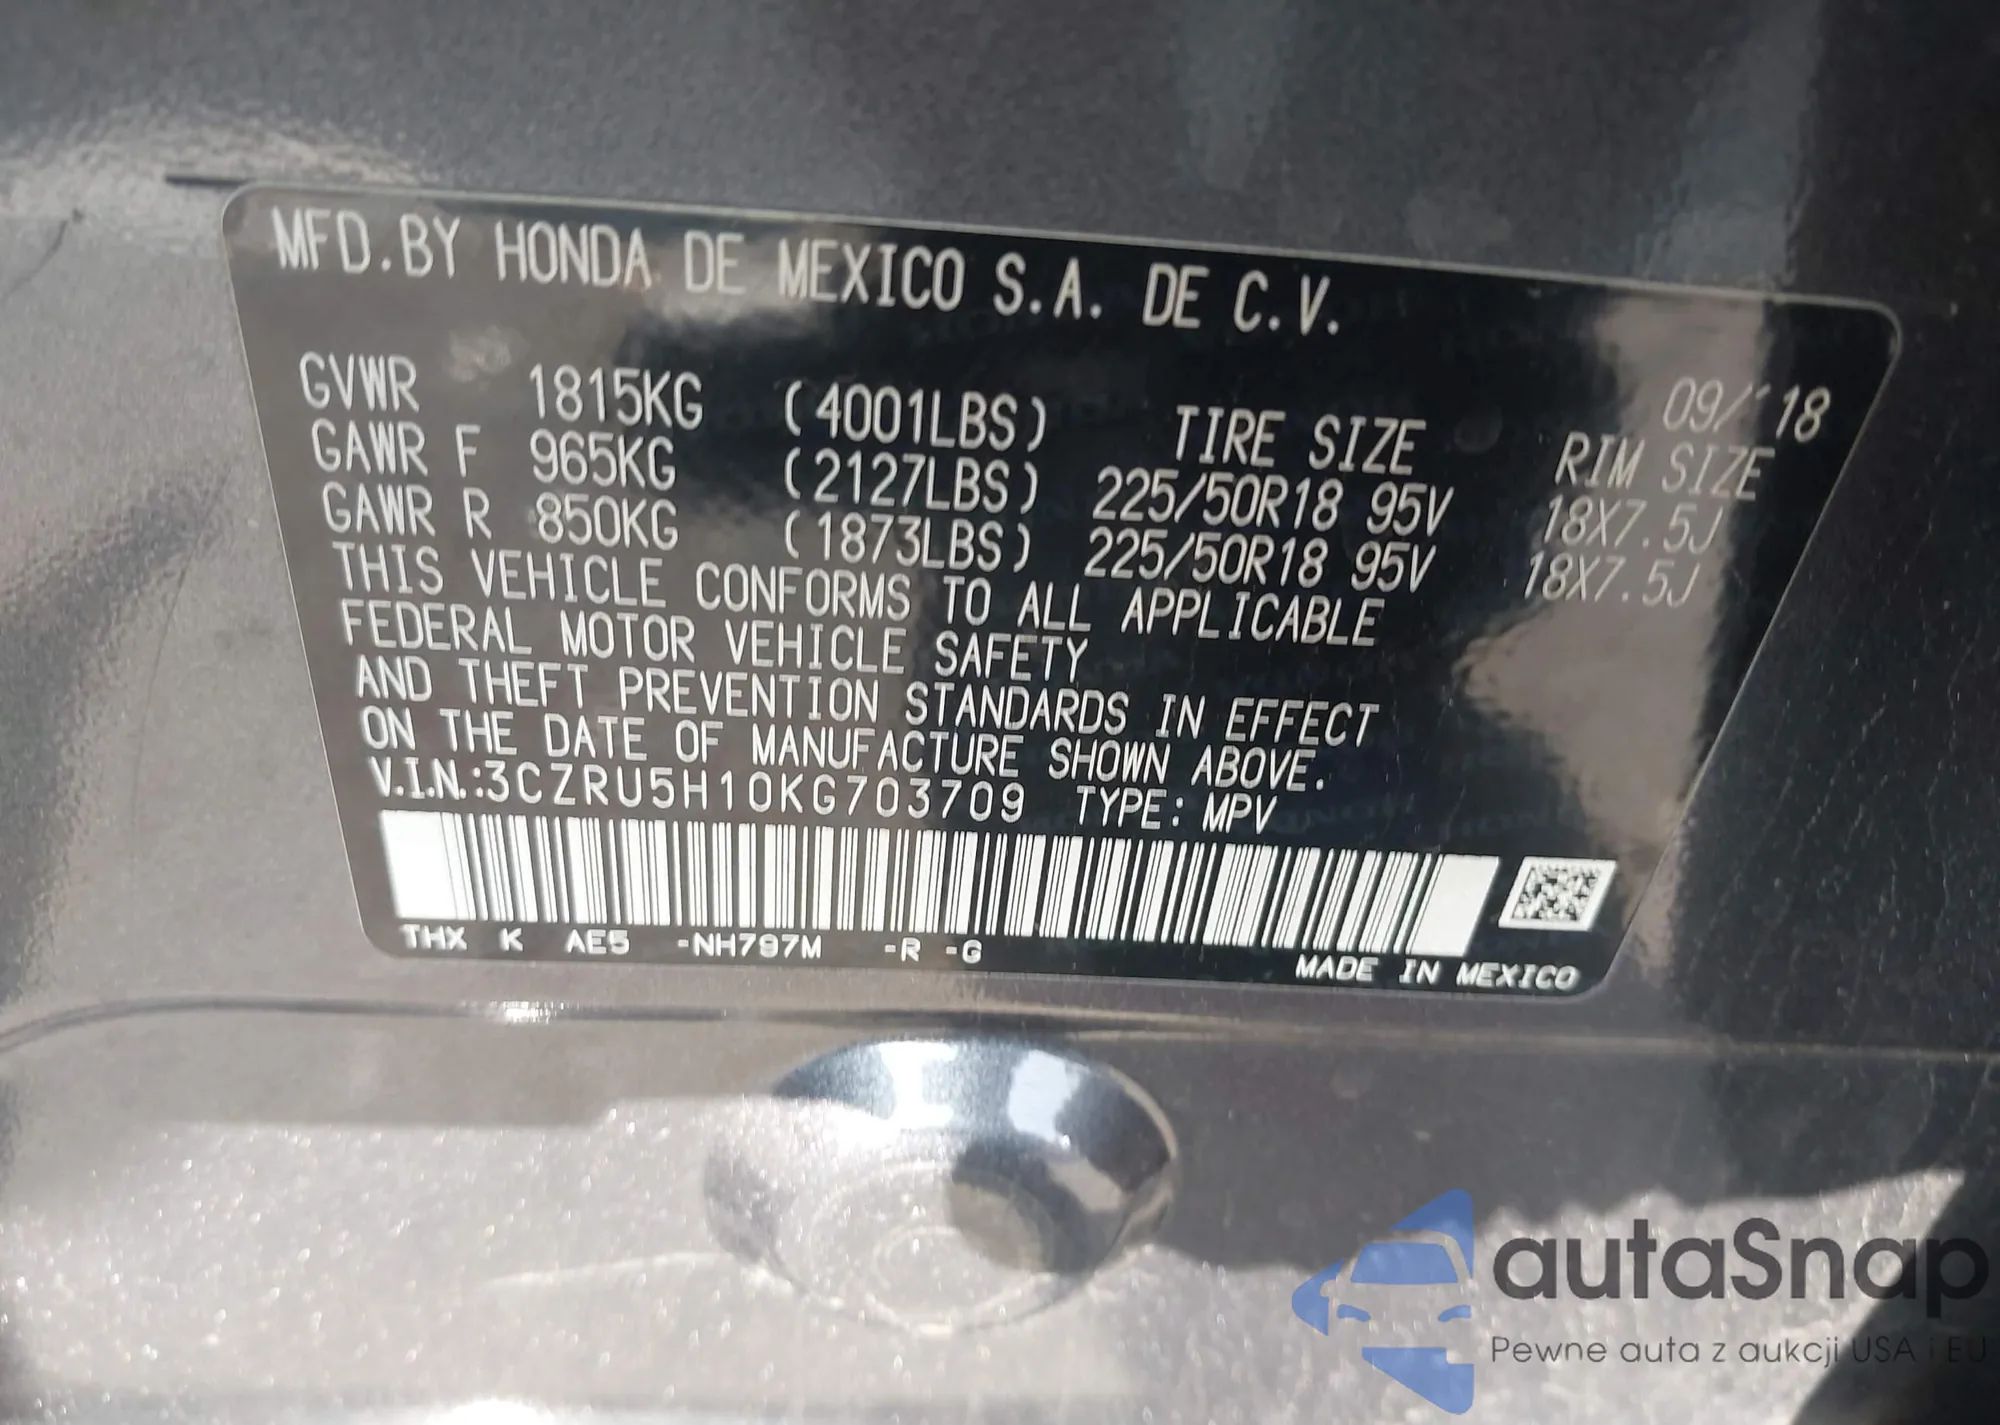 MFD.BY HONDA DE MEXICO S.A. DE C.V.
09/ 18
GVWR 1815KG (4001LBS) TIRE SIZE RIM SIZE
GAWR F 965KG (2127LBS) 225/50R18 95V 18X7.5J
GAWR R 850KG (1873LBS) 225/50R18 95V 18X7.5J
THIS VEHICLE CONFORMS TO ALL APPLICABLE
FEDERAL MOTOR VEHICLE SAFETY
AND THEFT PREVENTION STANDARDS IN EFFECT
ON THE DATE OF MANUFACTURE SHOWN ABOVE.
V.I.N.:3CZRU5H10KG703709 TYPE: MPV
THX K AE5 -NH797M -R -G
MADE IN MEXICO
autaSnap
Pewne auta z aukcji USA i EU